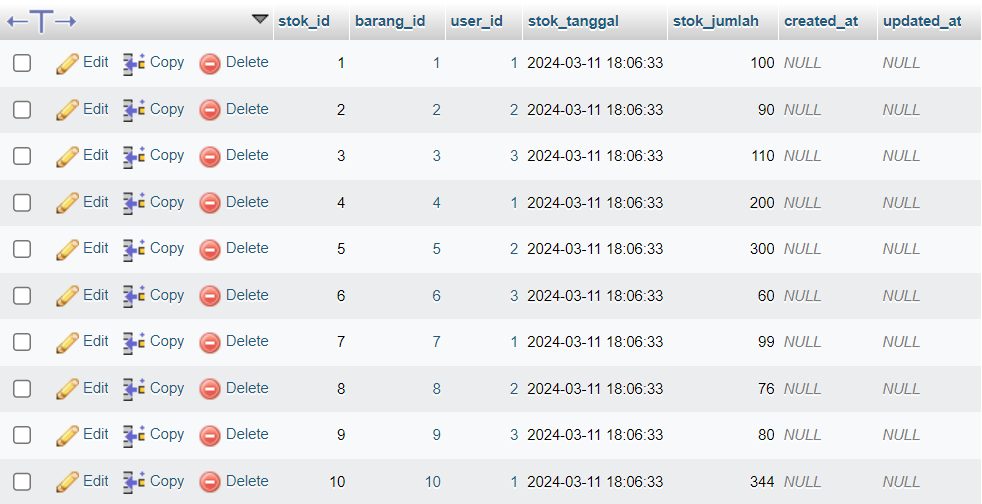 stok_id barang_id user_id stok_tanggal stok_jumlah created_at updated_at
Edit Copy Delete 1 1 1 2024-03-11 18:06:33 100 NULL NULL
Edit Copy Delete 2 2 2 2024-03-11 18:06:33 90 NULL NULL
Edit Copy Delete 3 3 3 2024-03-11 18:06:33 110 NULL NULL
Edit Copy Delete 4 4 1 2024-03-11 18:06:33 200 NULL NULL
Edit Copy Delete 5 5 2 2024-03-11 18:06:33 300 NULL NULL
Edit Copy Delete 6 6 3 2024-03-11 18:06:33 60 NULL NULL
Edit Copy Delete 7 7 1 2024-03-11 18:06:33 99 NULL NULL
Edit Copy Delete 8 8 2 2024-03-11 18:06:33 76 NULL NULL
Edit Copy Delete 9 9 3 2024-03-11 18:06:33 80 NULL NULL
Edit Copy Delete 10 10 1 2024-03-11 18:06:33 344 NULL NULL